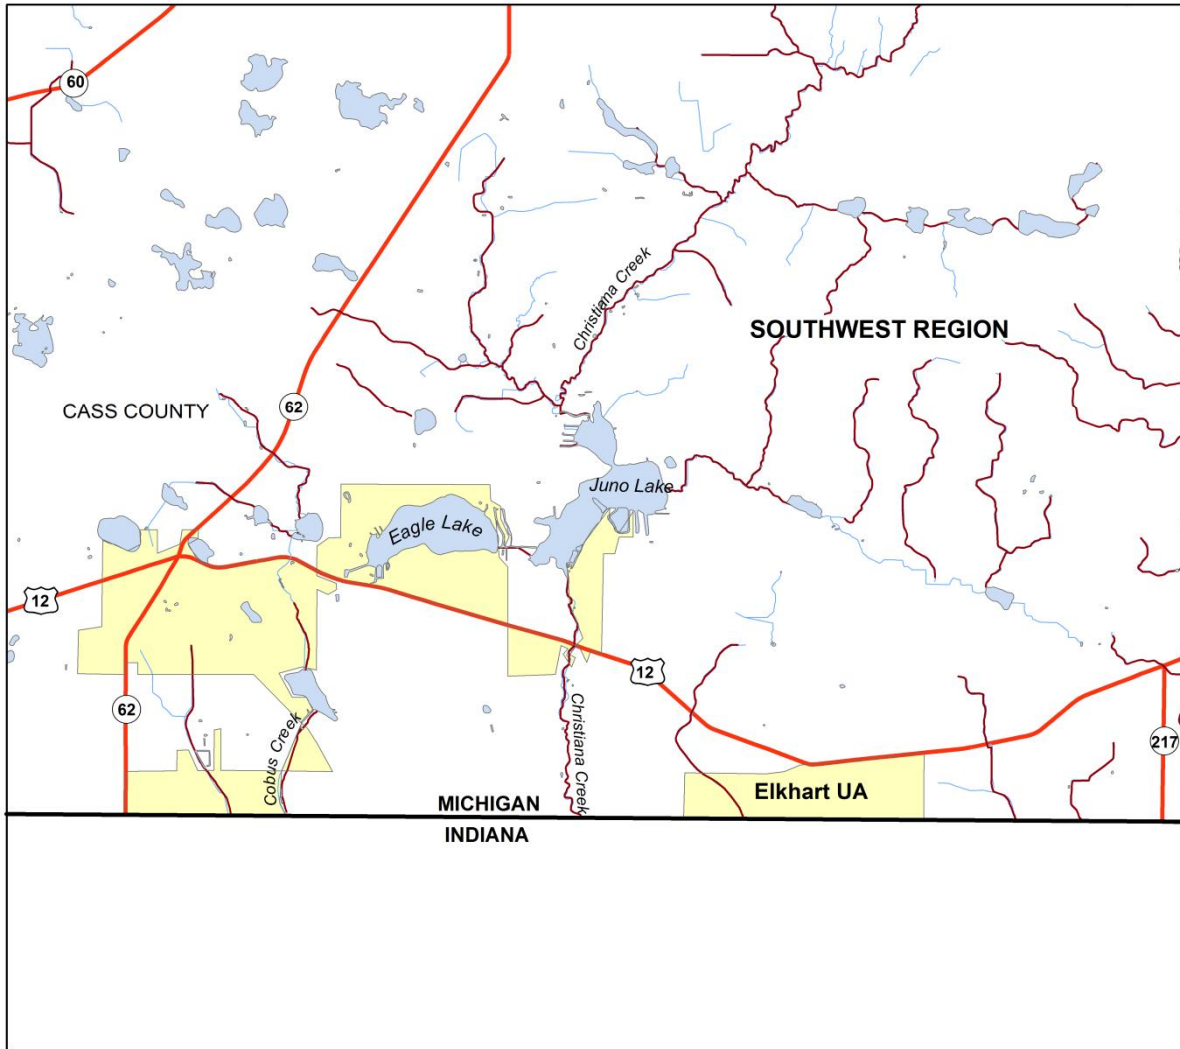 60
Christiana Creek
SOUTHWEST REGION
CASS COUNTY
62
Juno Lake
Eagle Lake
12
12
62
Christiana Creek
Cobus Creek
217
Elkhart UA
MICHIGAN
INDIANA